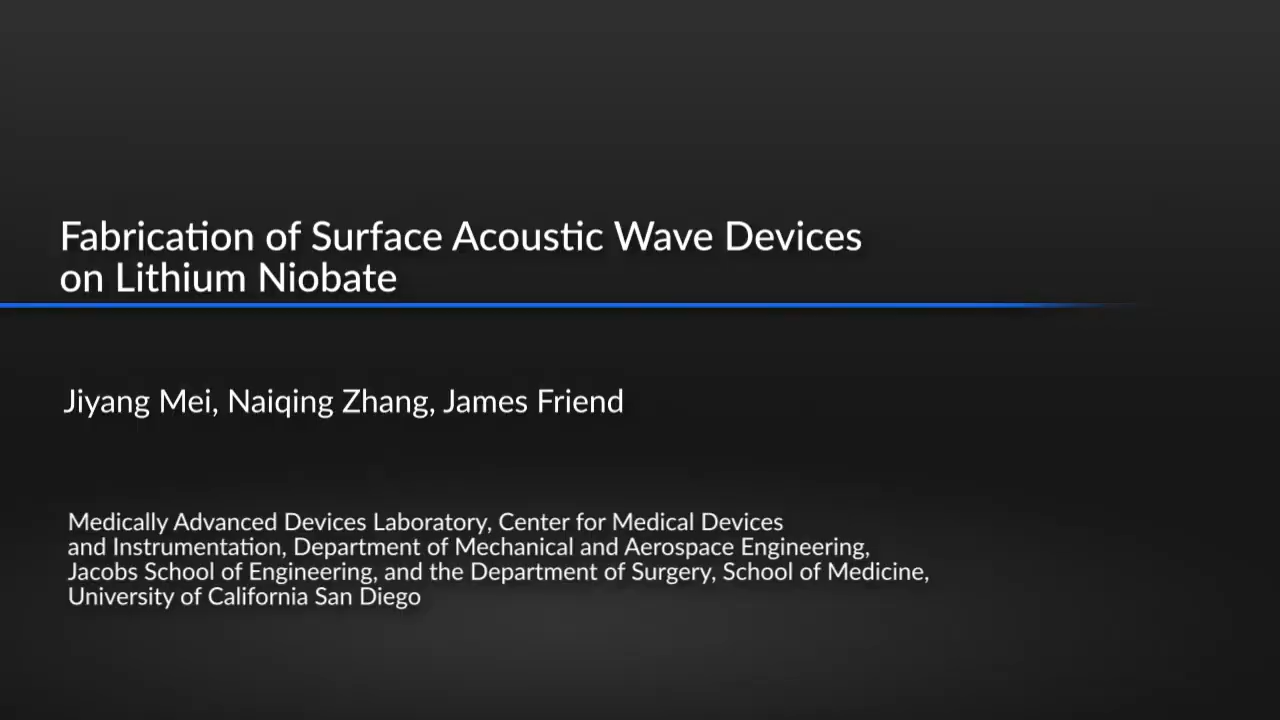 Fabrication of Surface Acoustic Wave Devices
on Lithium Niobate
Jiyang Mei, Naiqing Zhang, James Friend
Medically Advanced Devices Laboratory, Center for Medical Devices
and Instrumentation, Department of Mechanical and Aerospace Engineering,
Jacobs School of Engineering, and the Department of Surgery, School of Medicine,
University of California San Diego